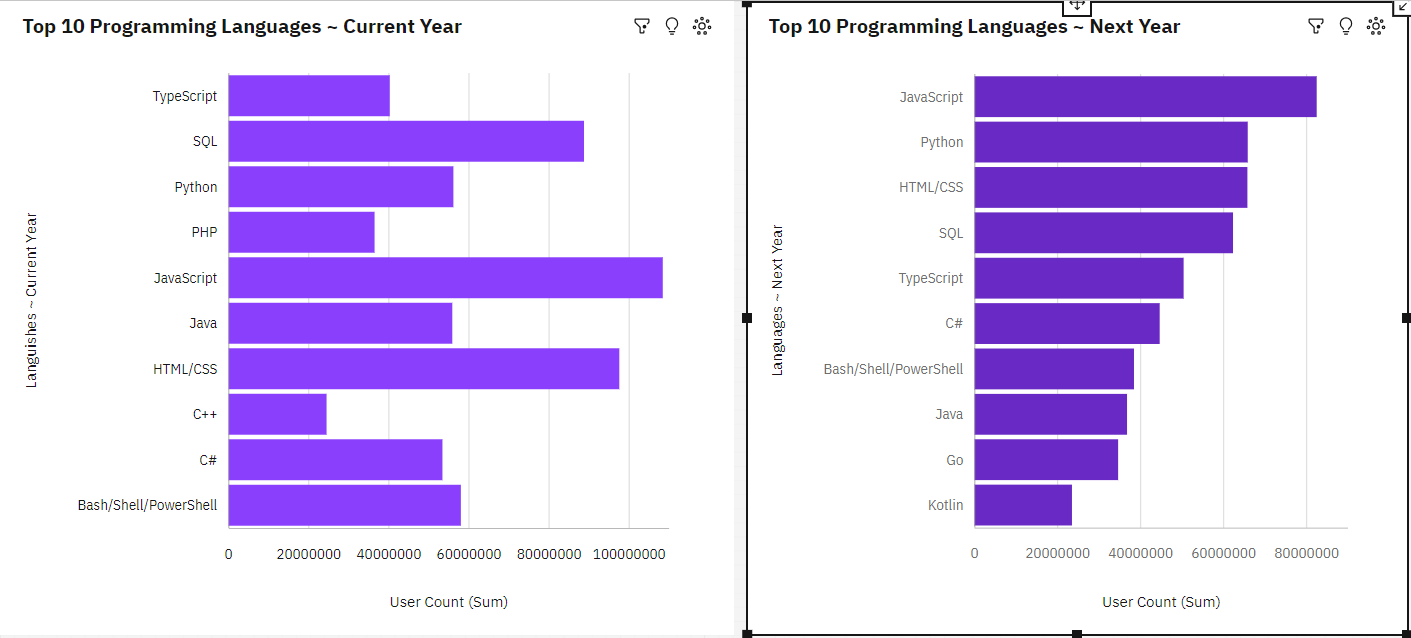 Top 10 Programming Languages ~ Current Year
Languishes ~ Current Year
TypeScript
SQL
Python
PHP
JavaScript
Java
HTML/CSS
C++
C#
Bash/Shell/PowerShell
0 20000000 40000000 60000000 80000000 100000000
User Count (Sum)
Top 10 Programming Languages ~ Next Year
Languages ~ Next Year
JavaScript
Python
HTML/CSS
SQL
TypeScript
C#
Bash/Shell/PowerShell
Java
Go
Kotlin
0 20000000 40000000 60000000 80000000
User Count (Sum)